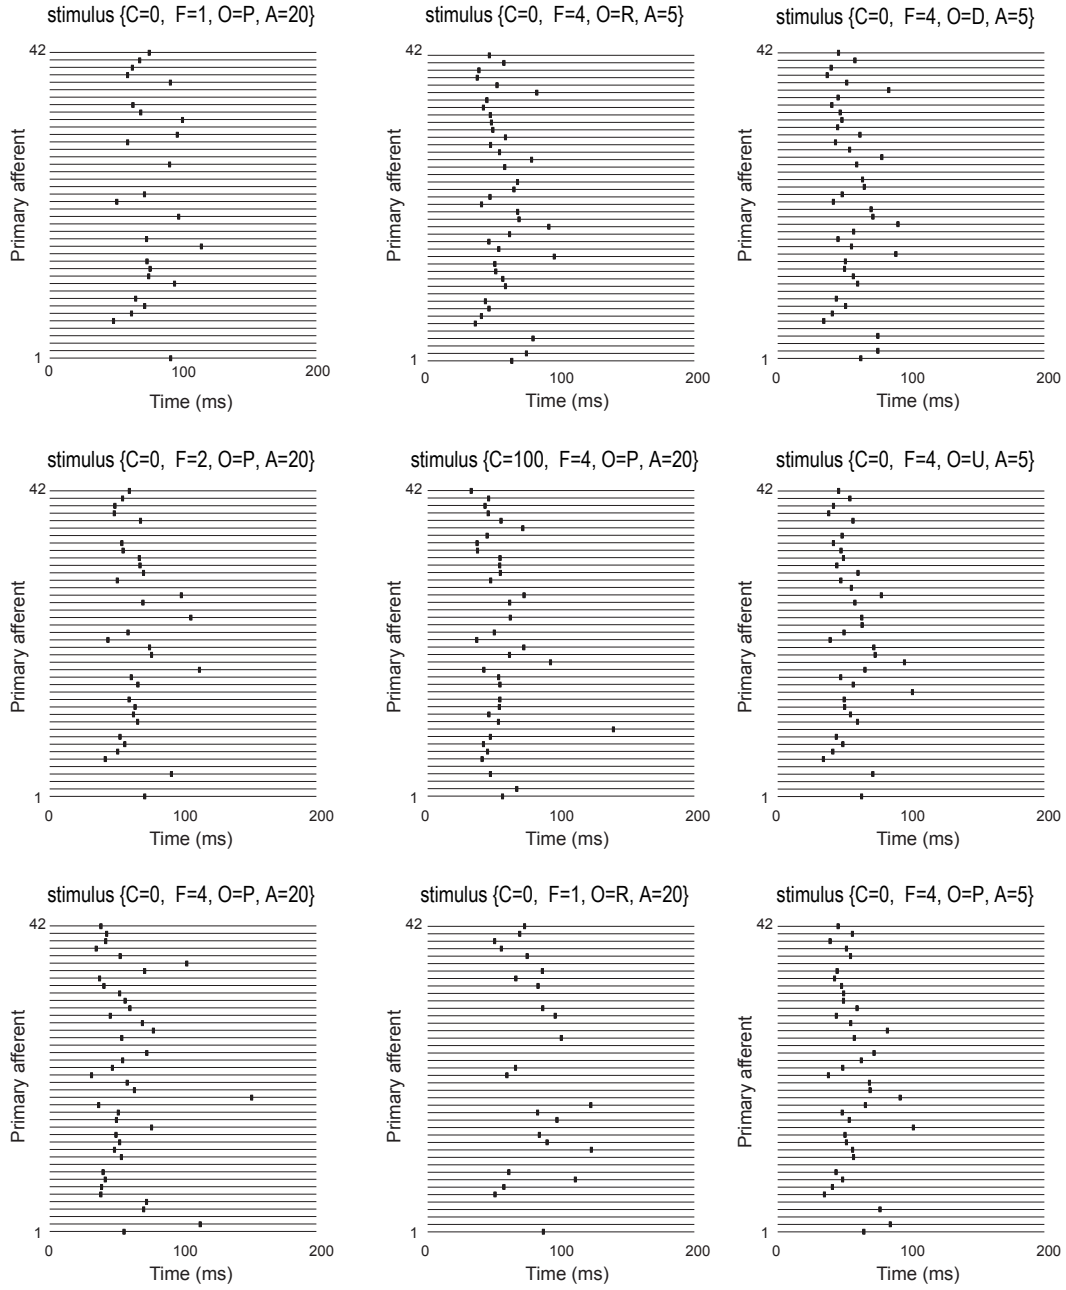 stimulus {C=0, F=1, O=P, A=20}
stimulus {C=0, F=4, O=R, A=5}
stimulus {C=0, F=4, O=D, A=5}
42
42
42
Primary afferent
Primary afferent
Primary afferent
1
1
1
0 100 200
0 100 200
0 100 200
Time (ms)
Time (ms)
Time (ms)
stimulus {C=0, F=2, O=P, A=20}
stimulus {C=100, F=4, O=P, A=20}
stimulus {C=0, F=4, O=U, A=5}
42
42
42
Primary afferent
Primary afferent
Primary afferent
1
1
1
0 100 200
0 100 200
0 100 200
Time (ms)
Time (ms)
Time (ms)
stimulus {C=0, F=4, O=P, A=20}
stimulus {C=0, F=1, O=R, A=20}
stimulus {C=0, F=4, O=P, A=5}
42
42
42
Primary afferent
Primary afferent
Primary afferent
1
1
1
0 100 200
0 100 200
0 100 200
Time (ms)
Time (ms)
Time (ms)